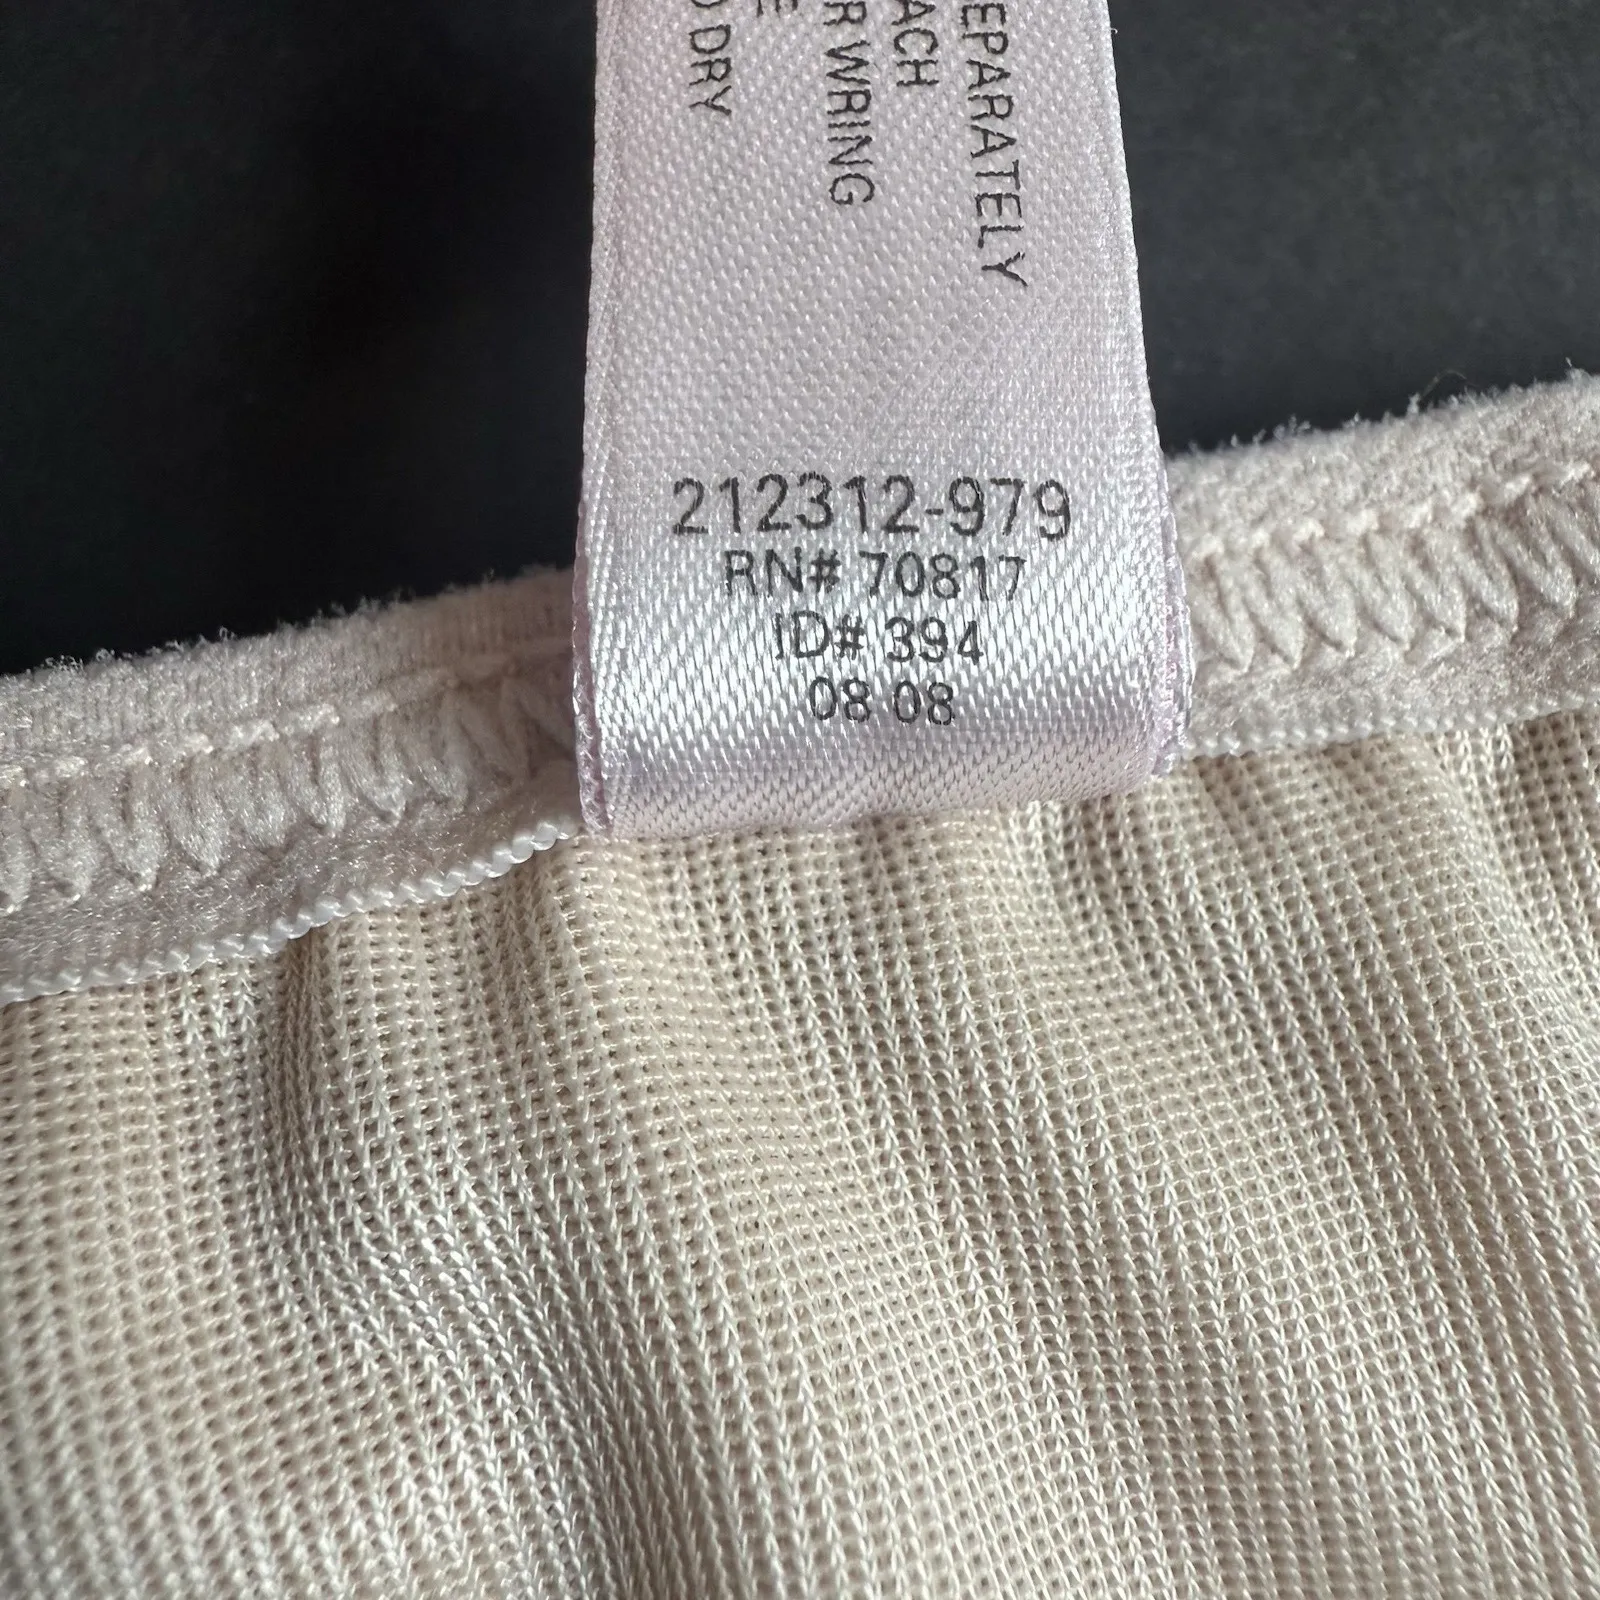 EPARATELY
ACH
R WRING
E
O DRY
212312-979
RN# 70817
ID# 394
08 08